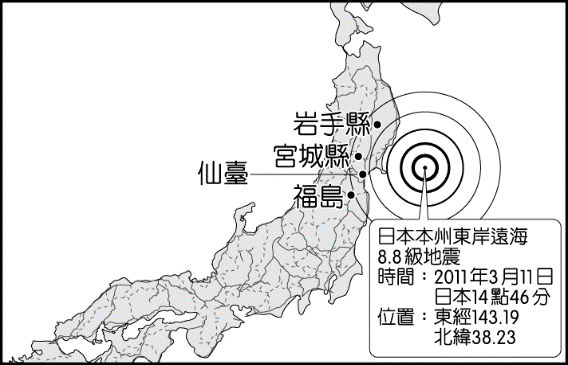 岩手縣
宮城縣
仙臺
福島
日本本州東岸遠海
8.8級地震
時間：2011年3月11日
日本14點46分
位置：東經143.19
北緯38.23